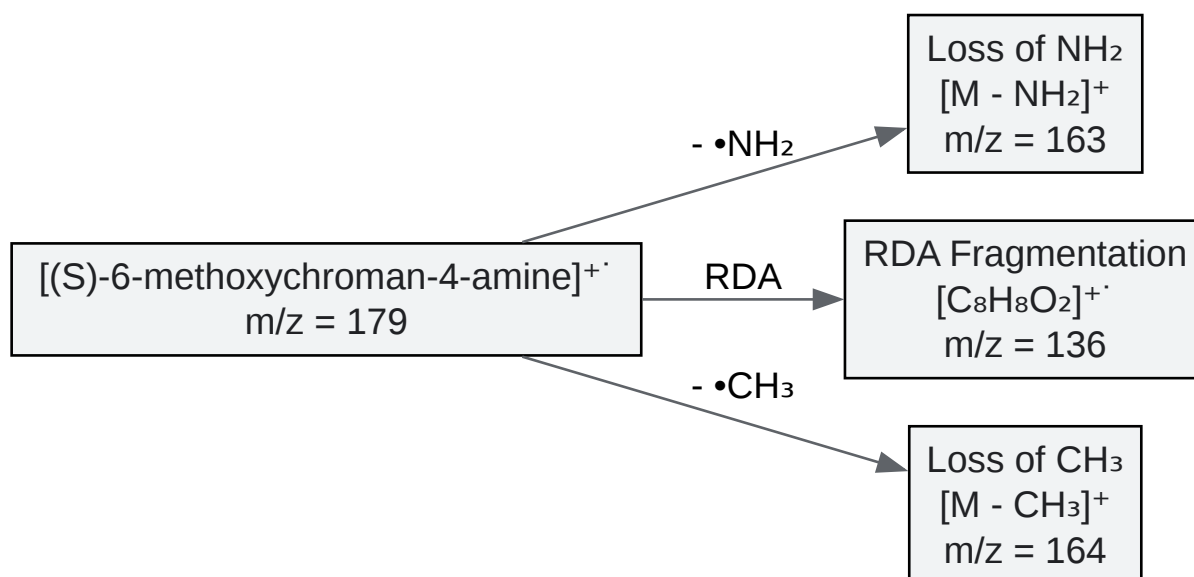 Loss of NH₂
[M - NH₂]⁺
m/z = 163
- •NH₂
[(S)-6-methoxychroman-4-amine]⁺˙
m/z = 179
RDA
RDA Fragmentation
[C₈H₈O₂]⁺˙
m/z = 136
- •CH₃
Loss of CH₃
[M - CH₃]⁺
m/z = 164